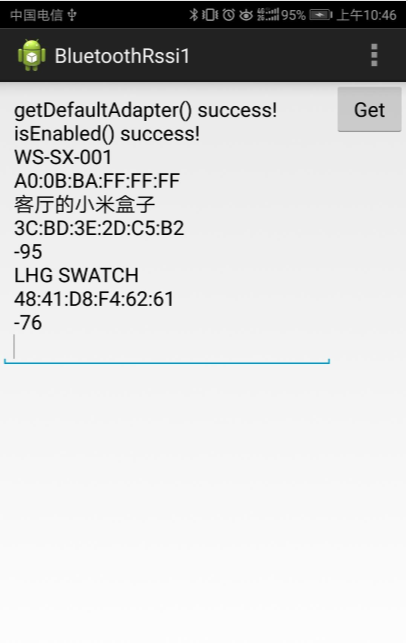 中国电信
95%
上午10:46
BluetoothRssi1
Get
getDefaultAdapter() success!
isEnabled() success!
WS-SX-001
A0:0B:BA:FF:FF:FF
客厅的小米盒子
3C:BD:3E:2D:C5:B2
-95
LHG SWATCH
48:41:D8:F4:62:61
-76